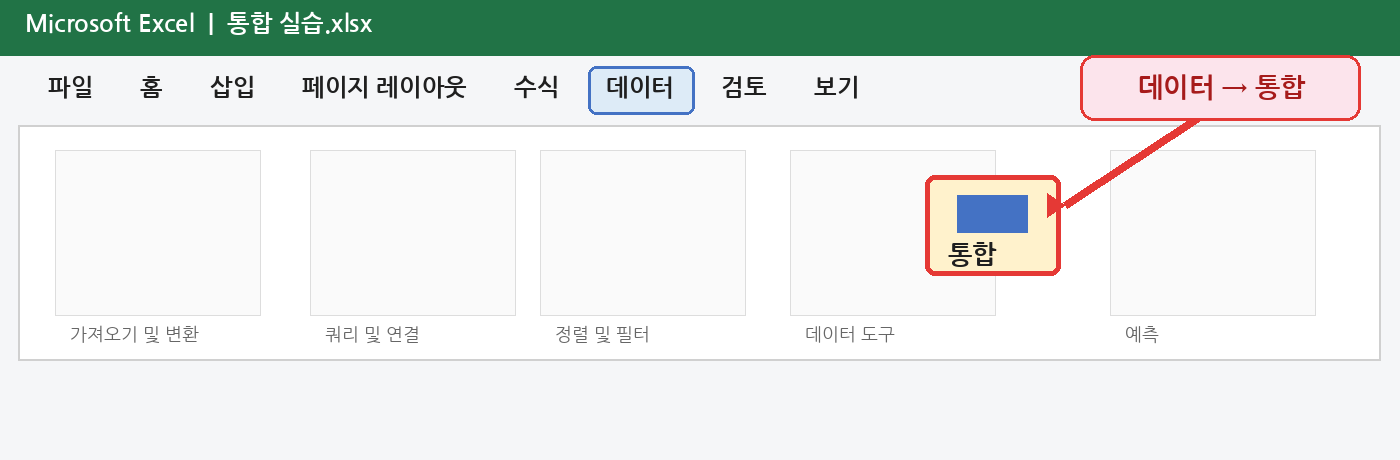 Microsoft Excel | 통합 실습.xlsx
파일 홈 삽입 페이지 레이아웃 수식 데이터 검토 보기
데이터 → 통합
통합
가져오기 및 변환 쿼리 및 연결 정렬 및 필터 데이터 도구 예측